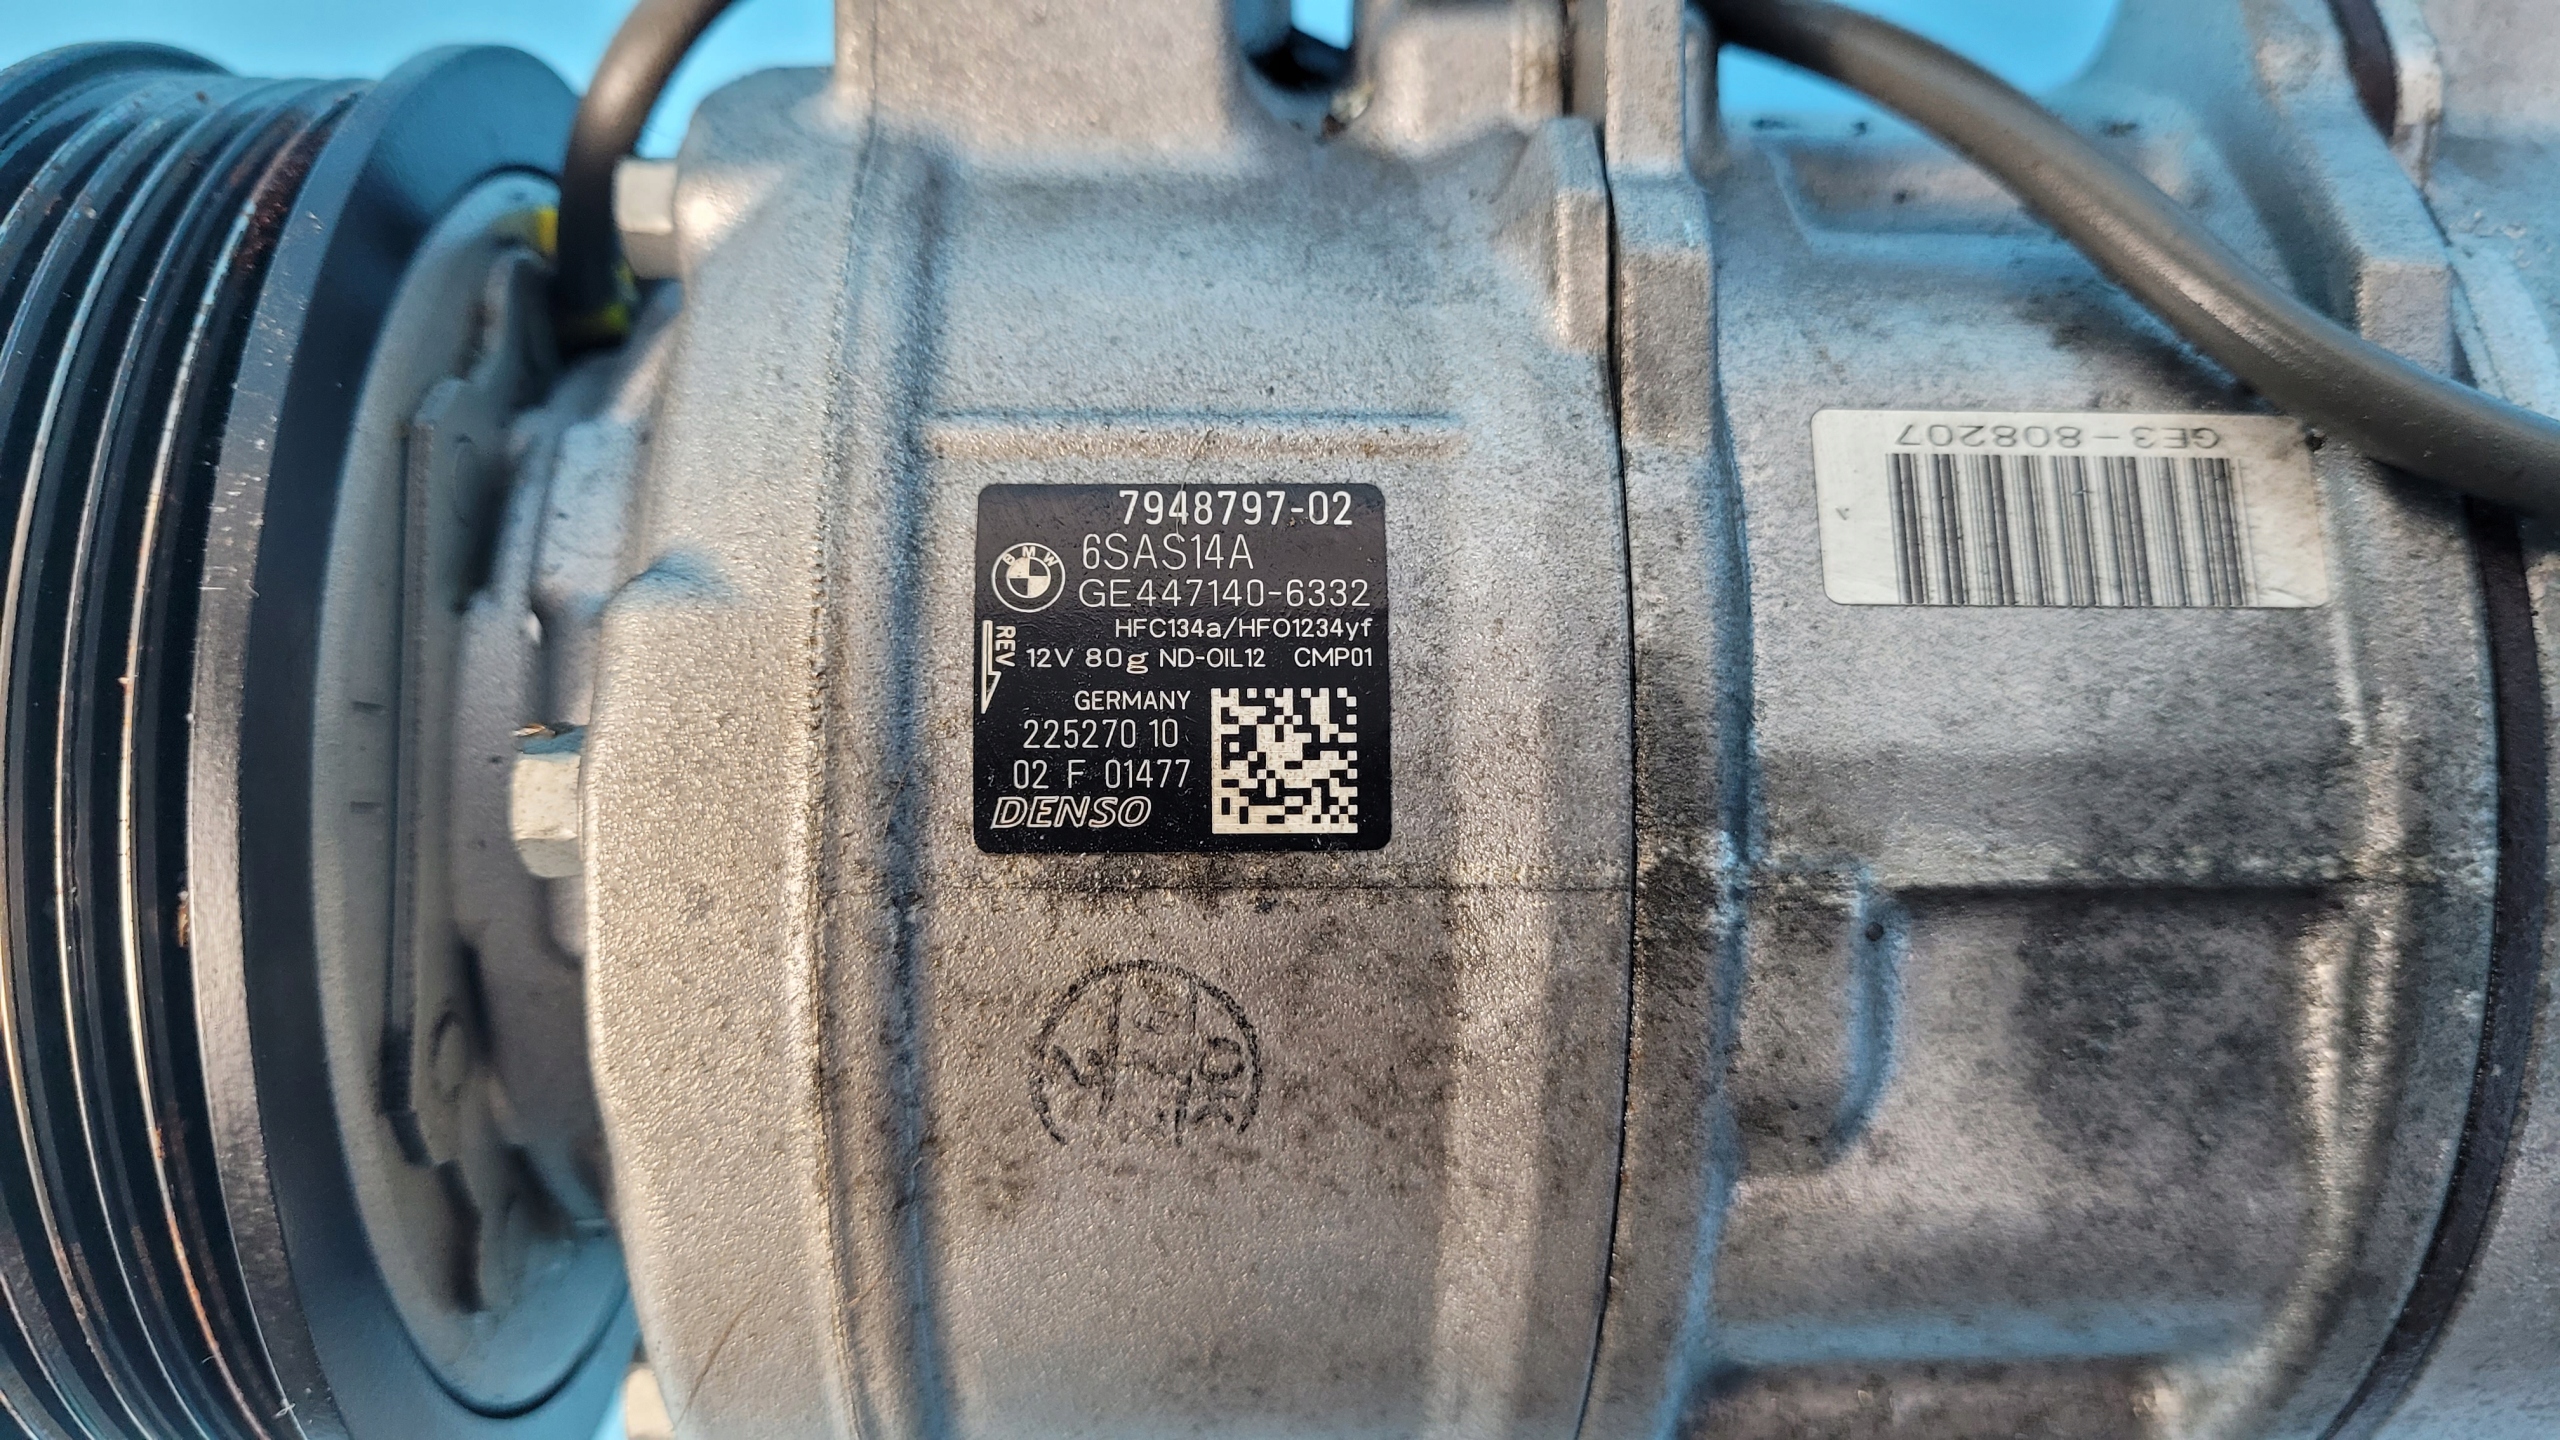 7948797-02
BMW
6SAS14A
GE447140-6332
HFC134a/HFO1234yf
REV
12V 80g ND-OIL12 CMP01
GERMANY
225270 10
02 F 01477
DENSO
GE3-808207